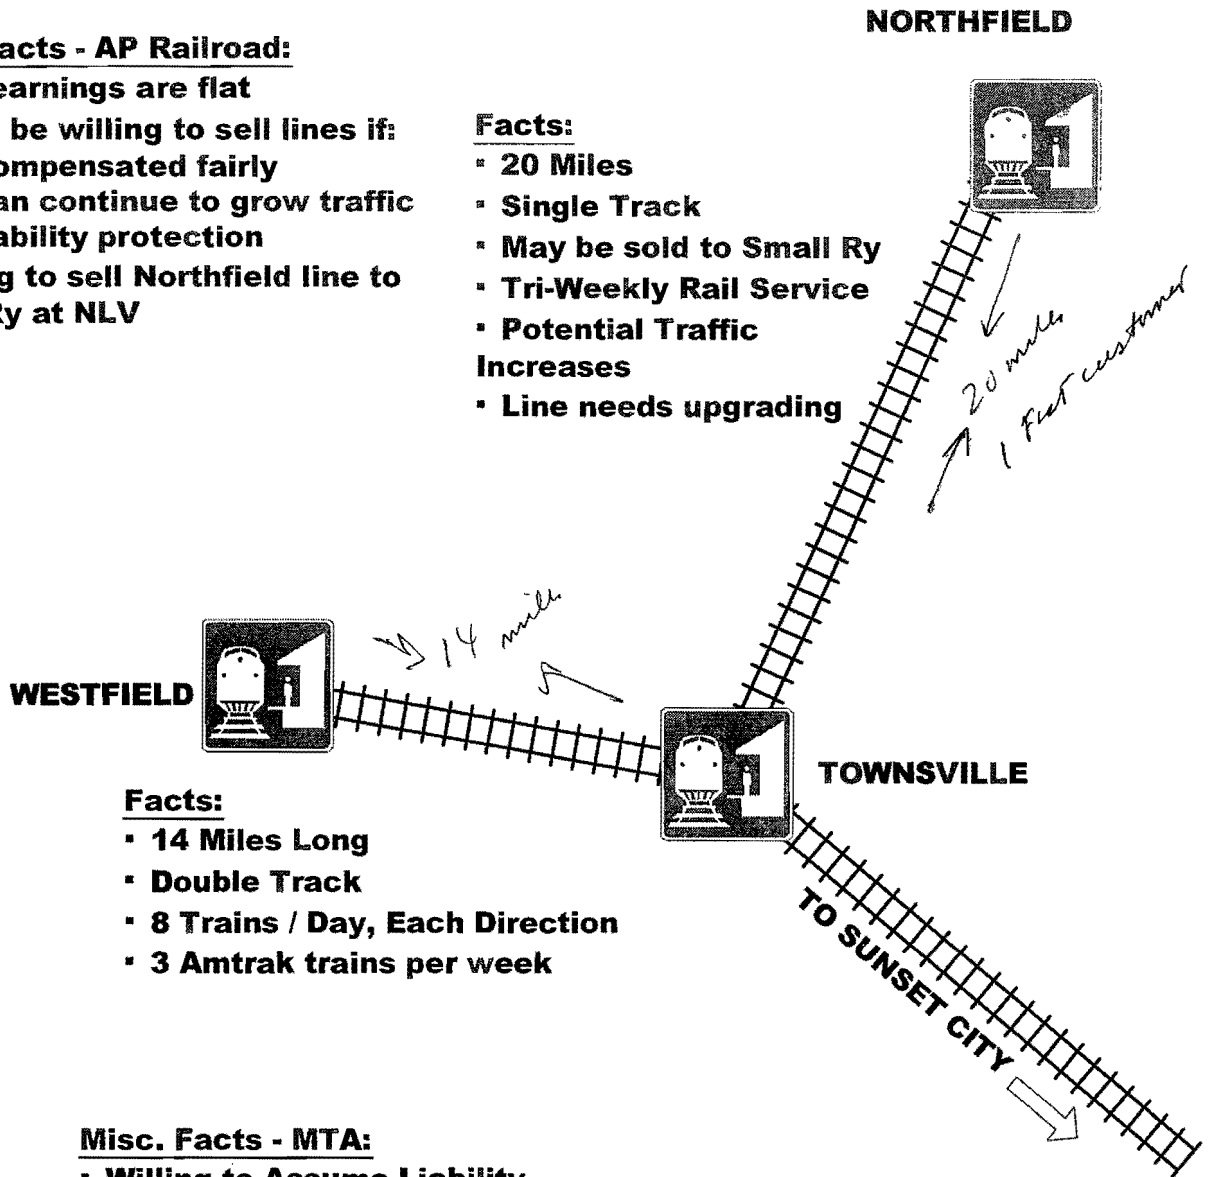 NORTHFIELD
acts - AP Railroad:
earnings are flat
be willing to sell lines if:
ompensated fairly
an continue to grow traffic
ability protection
g to sell Northfield line to
Ry at NLV
Facts:
▪ 20 Miles
▪ Single Track
▪ May be sold to Small Ry
▪ Tri-Weekly Rail Service
▪ Potential Traffic
Increases
▪ Line needs upgrading
20 miles
1 customer
14 miles
WESTFIELD
TOWNSVILLE
Facts:
▪ 14 Miles Long
▪ Double Track
▪ 8 Trains / Day, Each Direction
▪ 3 Amtrak trains per week
TO SUNSET CITY
Misc. Facts - MTA:
▪ Willing to Assume Liability